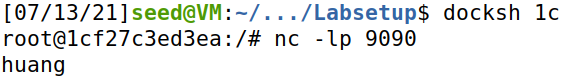 [07/13/21]seed@VM:~/.../Labsetup$ docksh 1c
root@1cf27c3ed3ea:/# nc -lp 9090
huang